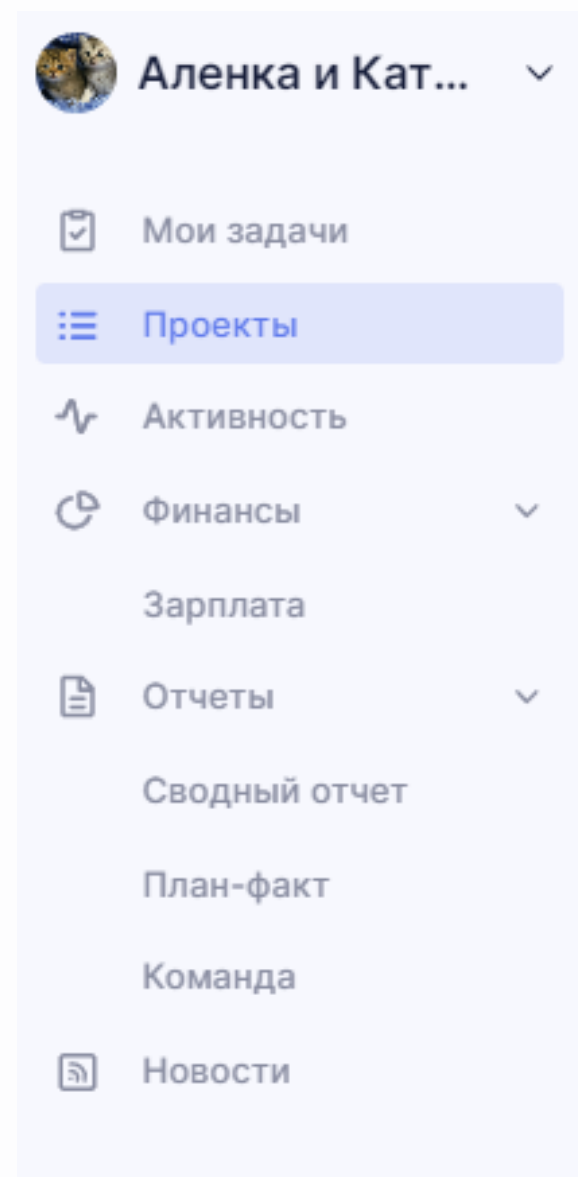 Аленка и Кат...
Мои задачи
Проекты
Активность
Финансы
Зарплата
Отчеты
Сводный отчет
План-факт
Команда
Новости